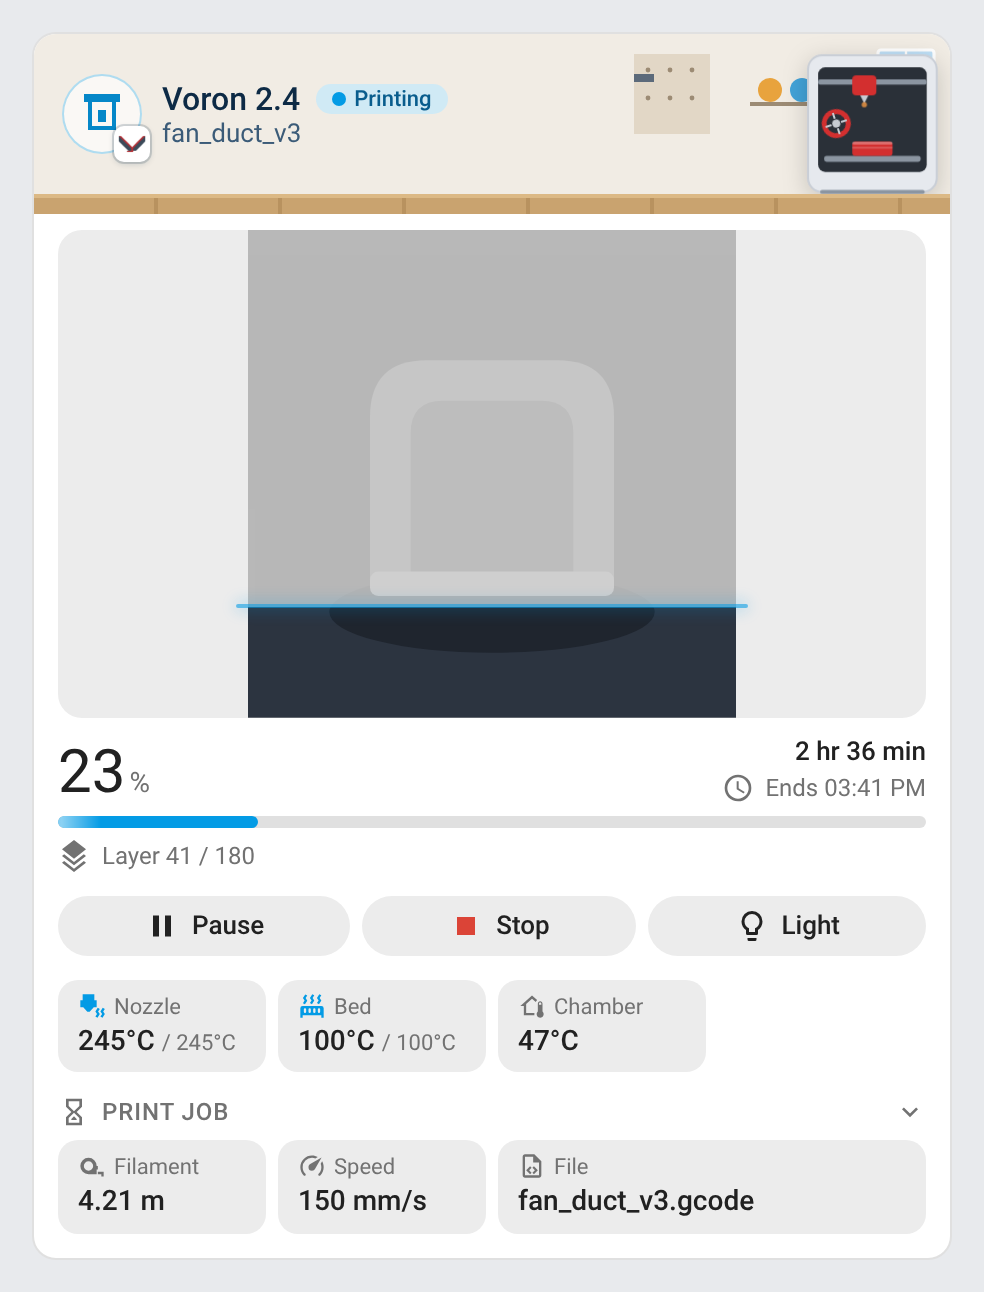 Voron 2.4
Printing
fan_duct_v3
23 %
2 hr 36 min
Ends 03:41 PM
Layer 41 / 180
Pause
Stop
Light
Nozzle
245°C / 245°C
Bed
100°C / 100°C
Chamber
47°C
PRINT JOB
Filament
4.21 m
Speed
150 mm/s
File
fan_duct_v3.gcode